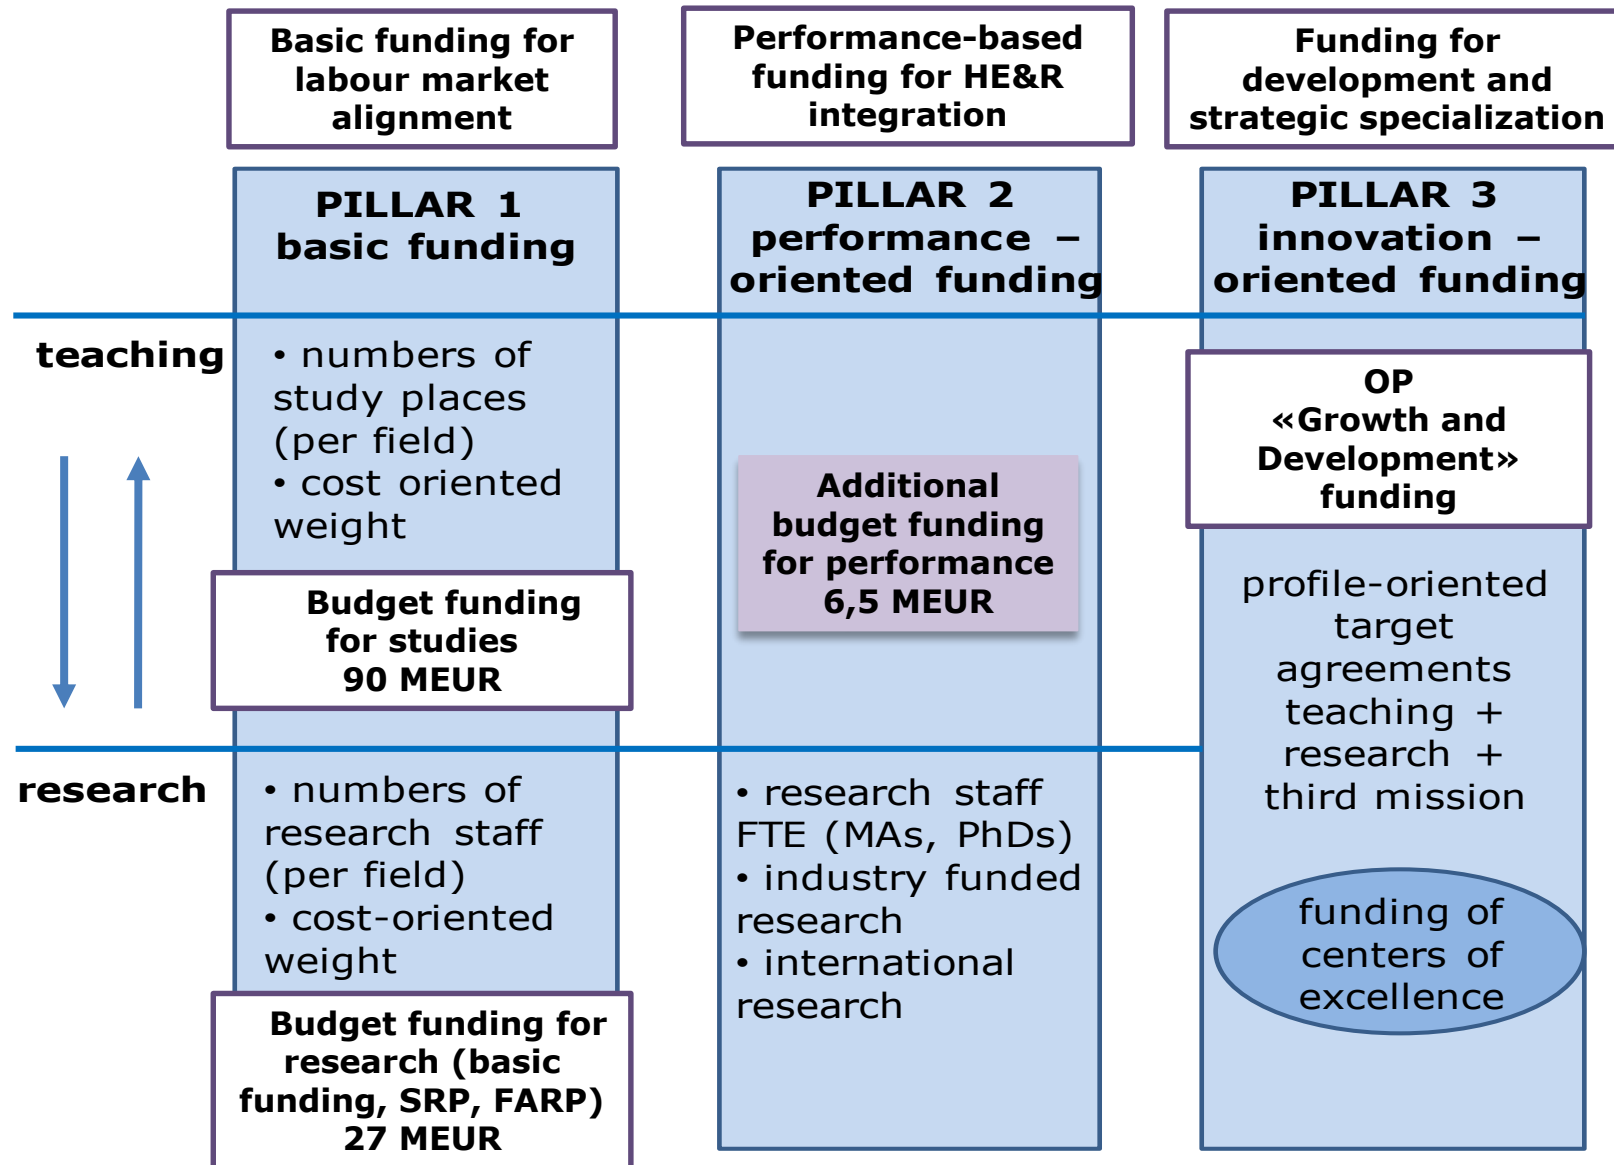 Basic funding for
labour market
alignment
Performance-based
funding for HE&R
integration
Funding for
development and
strategic specialization
PILLAR 1
basic funding
PILLAR 2
performance –
oriented funding
PILLAR 3
innovation –
oriented funding
teaching
• numbers of
study places
(per field)
• cost oriented
weight
Budget funding
for studies
90 MEUR
Additional
budget funding
for performance
6,5 MEUR
OP
«Growth and
Development»
funding
profile-oriented
target
agreements
teaching +
research +
third mission
research
• numbers of
research staff
(per field)
• cost-oriented
weight
Budget funding for
research (basic
funding, SRP, FARP)
27 MEUR
• research staff
FTE (MAs, PhDs)
• industry funded
research
• international
research
funding of
centers of
excellence